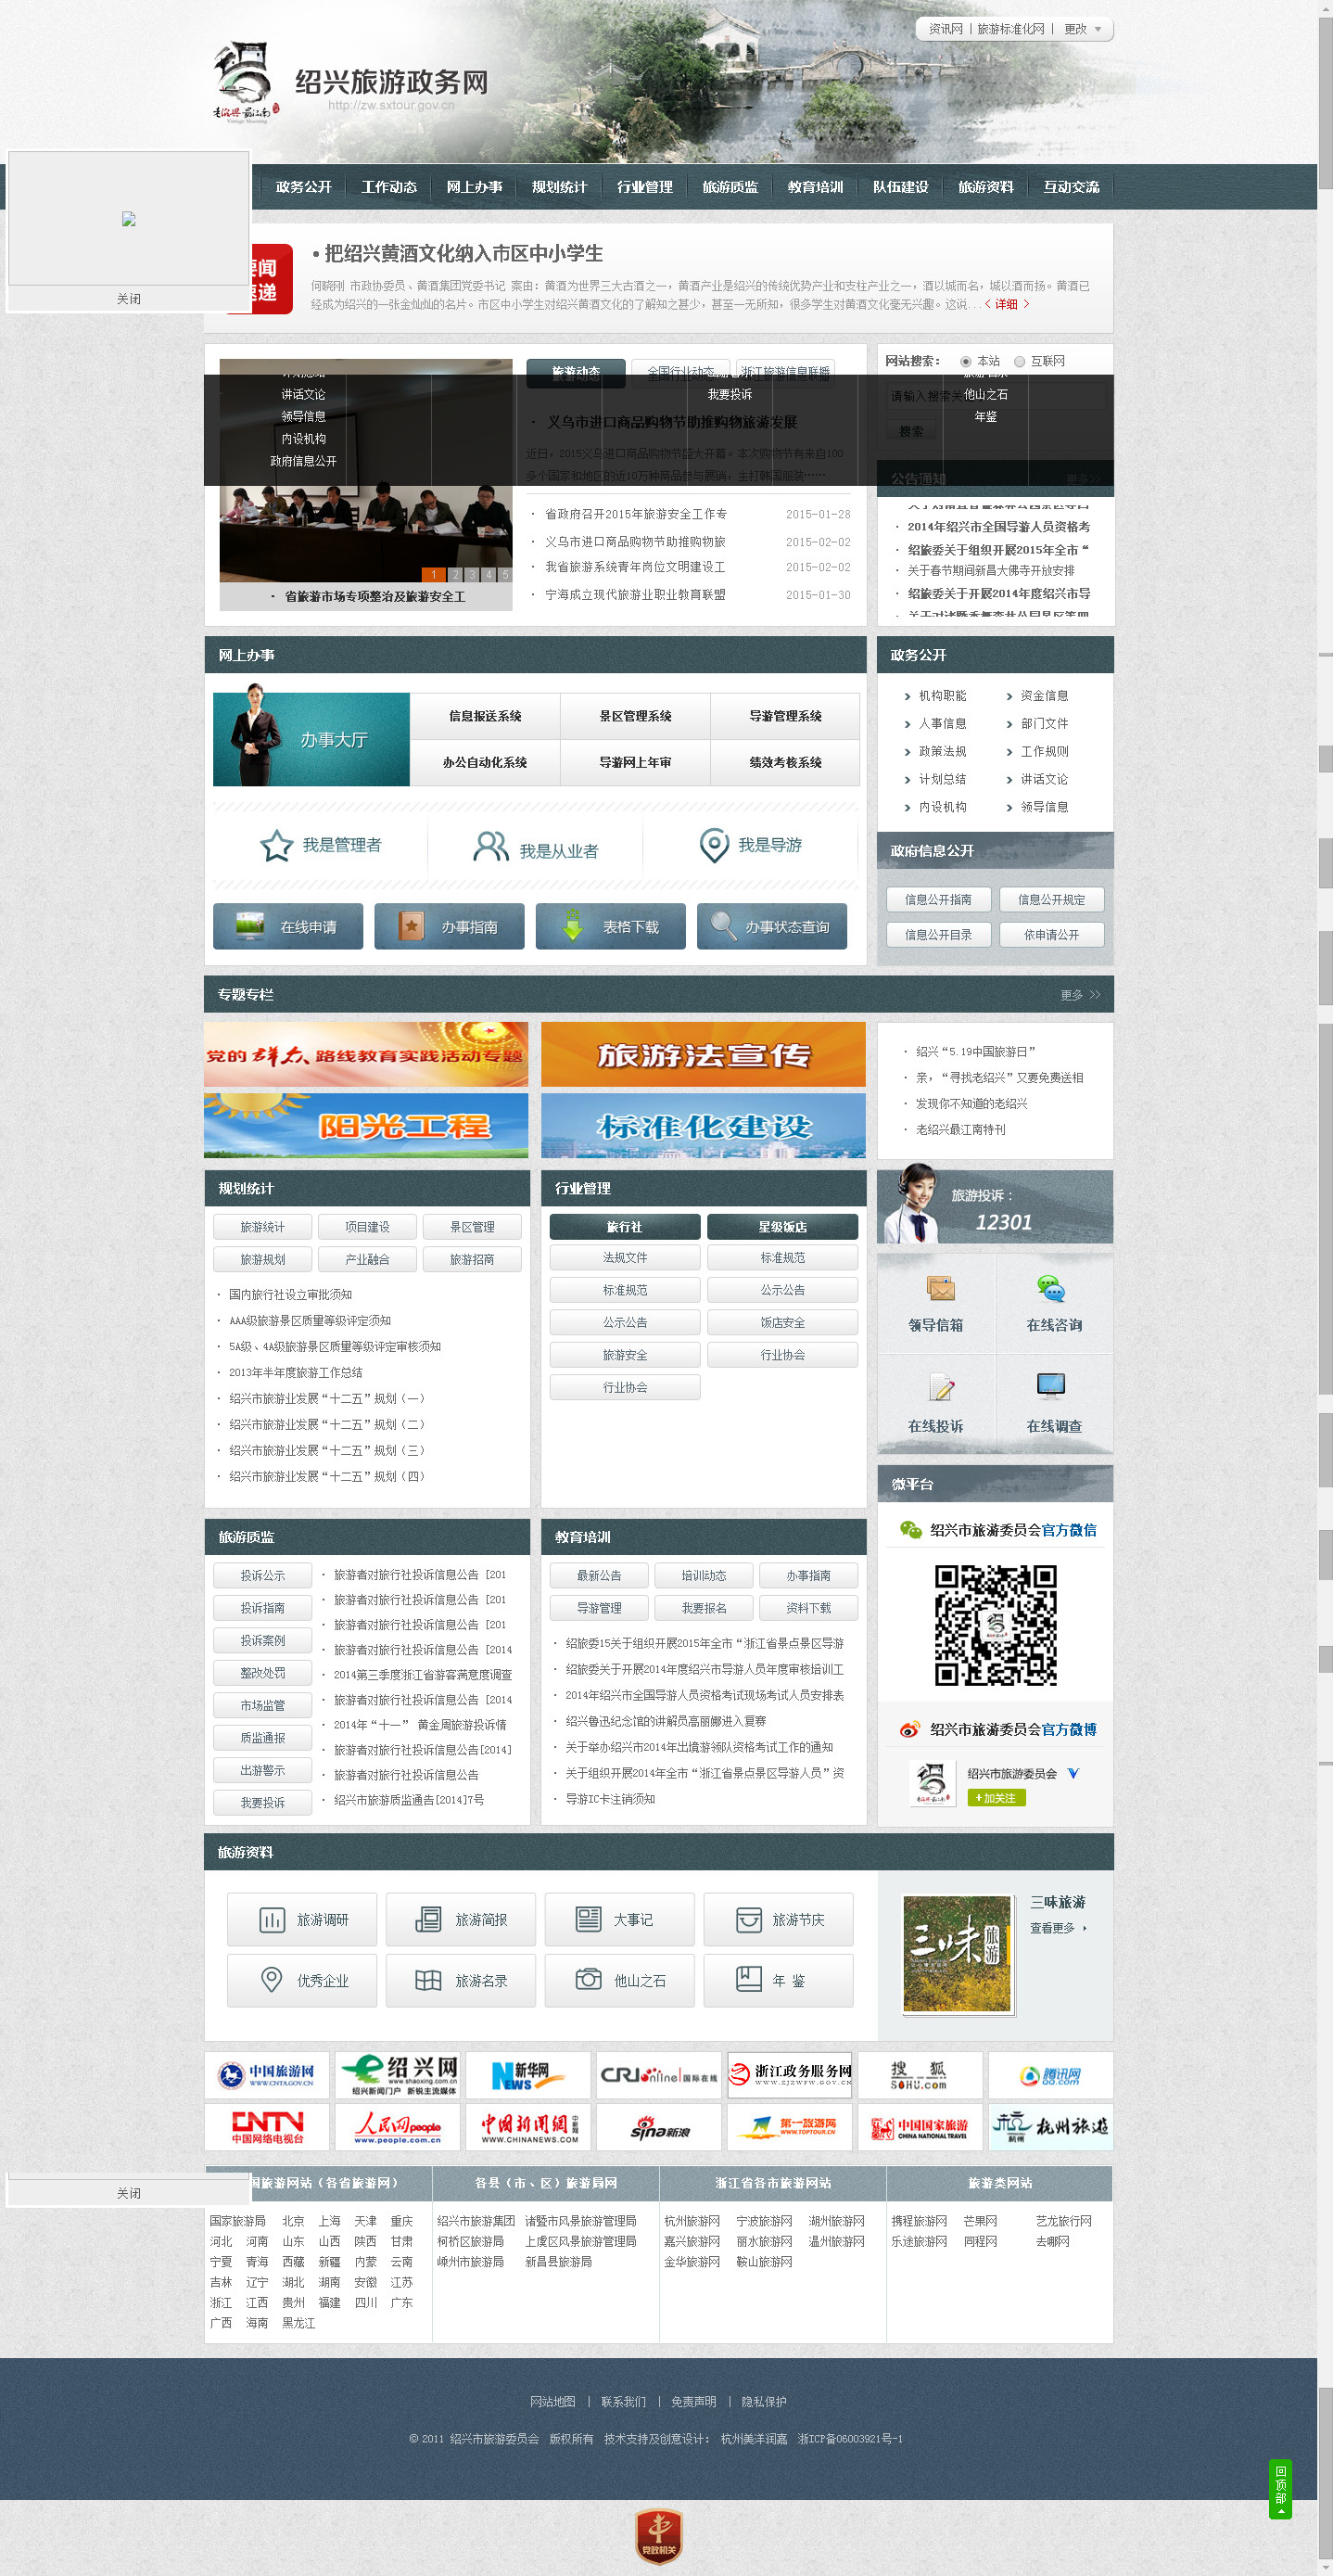 资讯网 | 旅游标准化网 | 更改
老绍兴 最江南
绍兴旅游政务网
http://zw.sxtour.gov.cn
政务公开 工作动态 网上办事 规划统计 行业管理 旅游质监 教育培训 队伍建设 旅游资料 互动交流
关闭
• 把绍兴黄酒文化纳入市区中小学生
何晓刚 市政协委员、黄酒集团党委书记 案由：黄酒为世界三大古酒之一，黄酒产业是绍兴的传统优势产业和支柱产业之一，酒以城而名，城以酒而扬。黄酒已
经成为绍兴的一张金灿灿的名片。市区中小学生对绍兴黄酒文化的了解知之甚少，甚至一无所知，很多学生对黄酒文化毫无兴趣。这说...
< 详细 >
旅游动态 全国行业动态 浙江旅游信息联播
网站搜索： 本站 互联网
讲话文论
领导信息
内设机构
政府信息公开
我要投诉
他山之石
年鉴
请输入搜索关
搜索
· 义乌市进口商品购物节助推购物旅游发展
近日，2015义乌进口商品购物节盛大开幕。本次购物节有来自100
多个国家和地区的近10万种商品参与展销，主打韩国服装······
· 省政府召开2015年旅游安全工作专 2015-01-28
· 义乌市进口商品购物节助推购物旅 2015-02-02
· 我省旅游系统青年岗位文明建设工 2015-02-02
· 宁海成立现代旅游业职业教育联盟 2015-01-30
1 2 3 4 5
· 省旅游市场专项整治及旅游安全工
公告通知 更多>>
· 2014年绍兴市全国导游人员资格考
· 绍旅委关于组织开展2015年全市“
· 关于春节期间新昌大佛寺开放安排
· 绍旅委关于开展2014年度绍兴市导
网上办事
办事大厅
信息报送系统 景区管理系统 导游管理系统
办公自动化系统 导游网上年审 绩效考核系统
我是管理者 我是从业者 我是导游
在线申请 办事指南 表格下载 办事状态查询
政务公开
机构职能 资金信息
人事信息 部门文件
政策法规 工作规则
计划总结 讲话文论
内设机构 领导信息
政府信息公开
信息公开指南 信息公开规定
信息公开目录 依申请公开
专题专栏 更多 >>
党的群众路线教育实践活动专题
旅游法宣传
阳光工程
标准化建设
· 绍兴“5.19中国旅游日”
· 亲，“寻找老绍兴”又要免费送相
· 发现你不知道的老绍兴
· 老绍兴最江南特刊
规划统计
旅游统计 项目建设 景区管理
旅游规划 产业融合 旅游招商
· 国内旅行社设立审批须知
· AAA级旅游景区质量等级评定须知
· 5A级、4A级旅游景区质量等级评定审核须知
· 2013年半年度旅游工作总结
· 绍兴市旅游业发展“十二五”规划（一）
· 绍兴市旅游业发展“十二五”规划（二）
· 绍兴市旅游业发展“十二五”规划（三）
· 绍兴市旅游业发展“十二五”规划（四）
行业管理
旅行社 星级饭店
法规文件 标准规范
标准规范 公示公告
公示公告 饭店安全
旅游安全 行业协会
行业协会
旅游投诉：
12301
领导信箱 在线咨询
在线投诉 在线调查
微平台
绍兴市旅游委员会官方微信
绍兴市旅游委员会官方微博
绍兴市旅游委员会
+加关注
旅游质监
投诉公示
投诉指南
投诉案例
整改处罚
市场监管
质监通报
出游警示
我要投诉
· 旅游者对旅行社投诉信息公告 [201
· 旅游者对旅行社投诉信息公告 [201
· 旅游者对旅行社投诉信息公告 [201
· 旅游者对旅行社投诉信息公告 [2014
· 2014第三季度浙江省游客满意度调查
· 旅游者对旅行社投诉信息公告 [2014
· 2014年“十一” 黄金周旅游投诉情
· 旅游者对旅行社投诉信息公告[2014]
· 旅游者对旅行社投诉信息公告
· 绍兴市旅游质监通告[2014]7号
教育培训
最新公告 培训动态 办事指南
导游管理 我要报名 资料下载
· 绍旅委15关于组织开展2015年全市“浙江省景点景区导游
· 绍旅委关于开展2014年度绍兴市导游人员年度审核培训工
· 2014年绍兴市全国导游人员资格考试现场考试人员安排表
· 绍兴鲁迅纪念馆的讲解员高丽娜进入复赛
· 关于举办绍兴市2014年出境游领队资格考试工作的通知
· 关于组织开展2014年全市“浙江省景点景区导游人员”资
· 导游IC卡注销须知
旅游资料
旅游调研 旅游简报 大事记 旅游节庆
优秀企业 旅游名录 他山之石 年 鉴
三味旅游
三味旅游
查看更多
中国旅游网 WWW.CNTA.GOV.CN
绍兴网 www.shaoxing.com.cn 绍兴新闻门户 新锐主流媒体
新华网 NEWS
CRI online 国际在线
浙江政务服务网 WWW.ZJZWFW.GOV.CN
搜狐 SOHU.com
腾讯网 QQ.com
CNTV 中国网络电视台
人民网 people www.people.com.cn
中国新闻网 中新网 WWW.CHINANEWS.COM
sina 新浪
第一旅游网 WWW.TOPTOUR.CN
中国国家旅游 CHINA NATIONAL TRAVEL
杭州 杭州旅游
国旅游网站（各省旅游网） 各县（市、区）旅游局网 浙江省各市旅游网站 旅游类网站
关闭
国家旅游局 北京 上海 天津 重庆
河北 河南 山东 山西 陕西 甘肃
宁夏 青海 西藏 新疆 内蒙 云南
吉林 辽宁 湖北 湖南 安徽 江苏
浙江 江西 贵州 福建 四川 广东
广西 海南 黑龙江
绍兴市旅游集团 诸暨市风景旅游管理局
柯桥区旅游局 上虞区风景旅游管理局
嵊州市旅游局 新昌县旅游局
杭州旅游网 宁波旅游网 湖州旅游网
嘉兴旅游网 丽水旅游网 温州旅游网
金华旅游网 鞍山旅游网
携程旅游网 芒果网 艺龙旅行网
乐途旅游网 同程网 去哪网
网站地图 | 联系我们 | 免责声明 | 隐私保护
© 2011 绍兴市旅游委员会 版权所有 技术支持及创意设计： 杭州美洋润嘉 浙ICP备06003921号-1
回顶部
党政机关